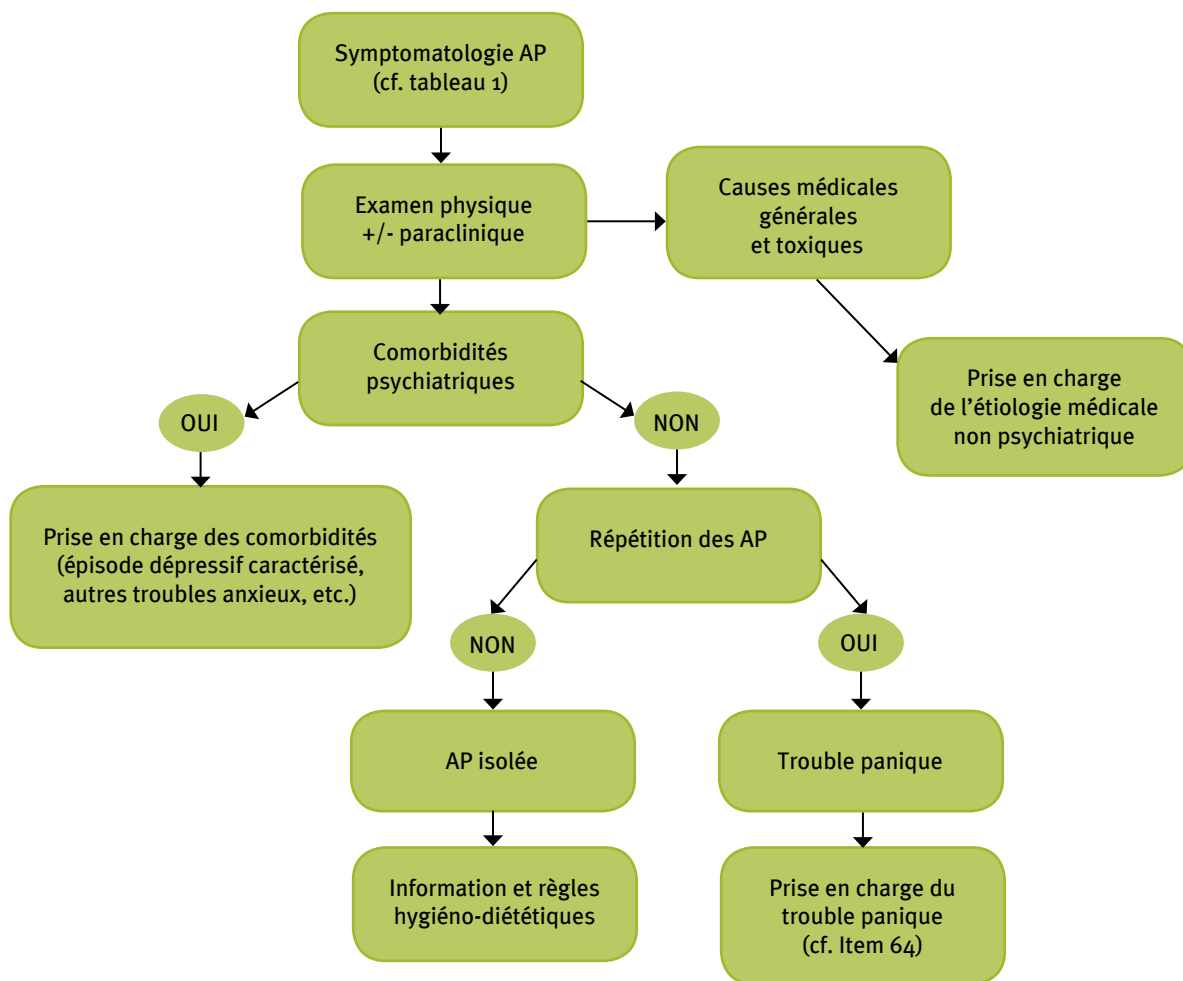 Symptomatologie AP
(cf. tableau 1)
Examen physique
+/- paraclinique
Causes médicales
générales
et toxiques
Comorbidités
psychiatriques
Prise en charge
de l’étiologie médicale
non psychiatrique
OUI
NON
Prise en charge des comorbidités
(épisode dépressif caractérisé,
autres troubles anxieux, etc.)
Répétition des AP
NON
OUI
AP isolée
Trouble panique
Information et règles
hygiéno-diététiques
Prise en charge du
trouble panique
(cf. Item 64)